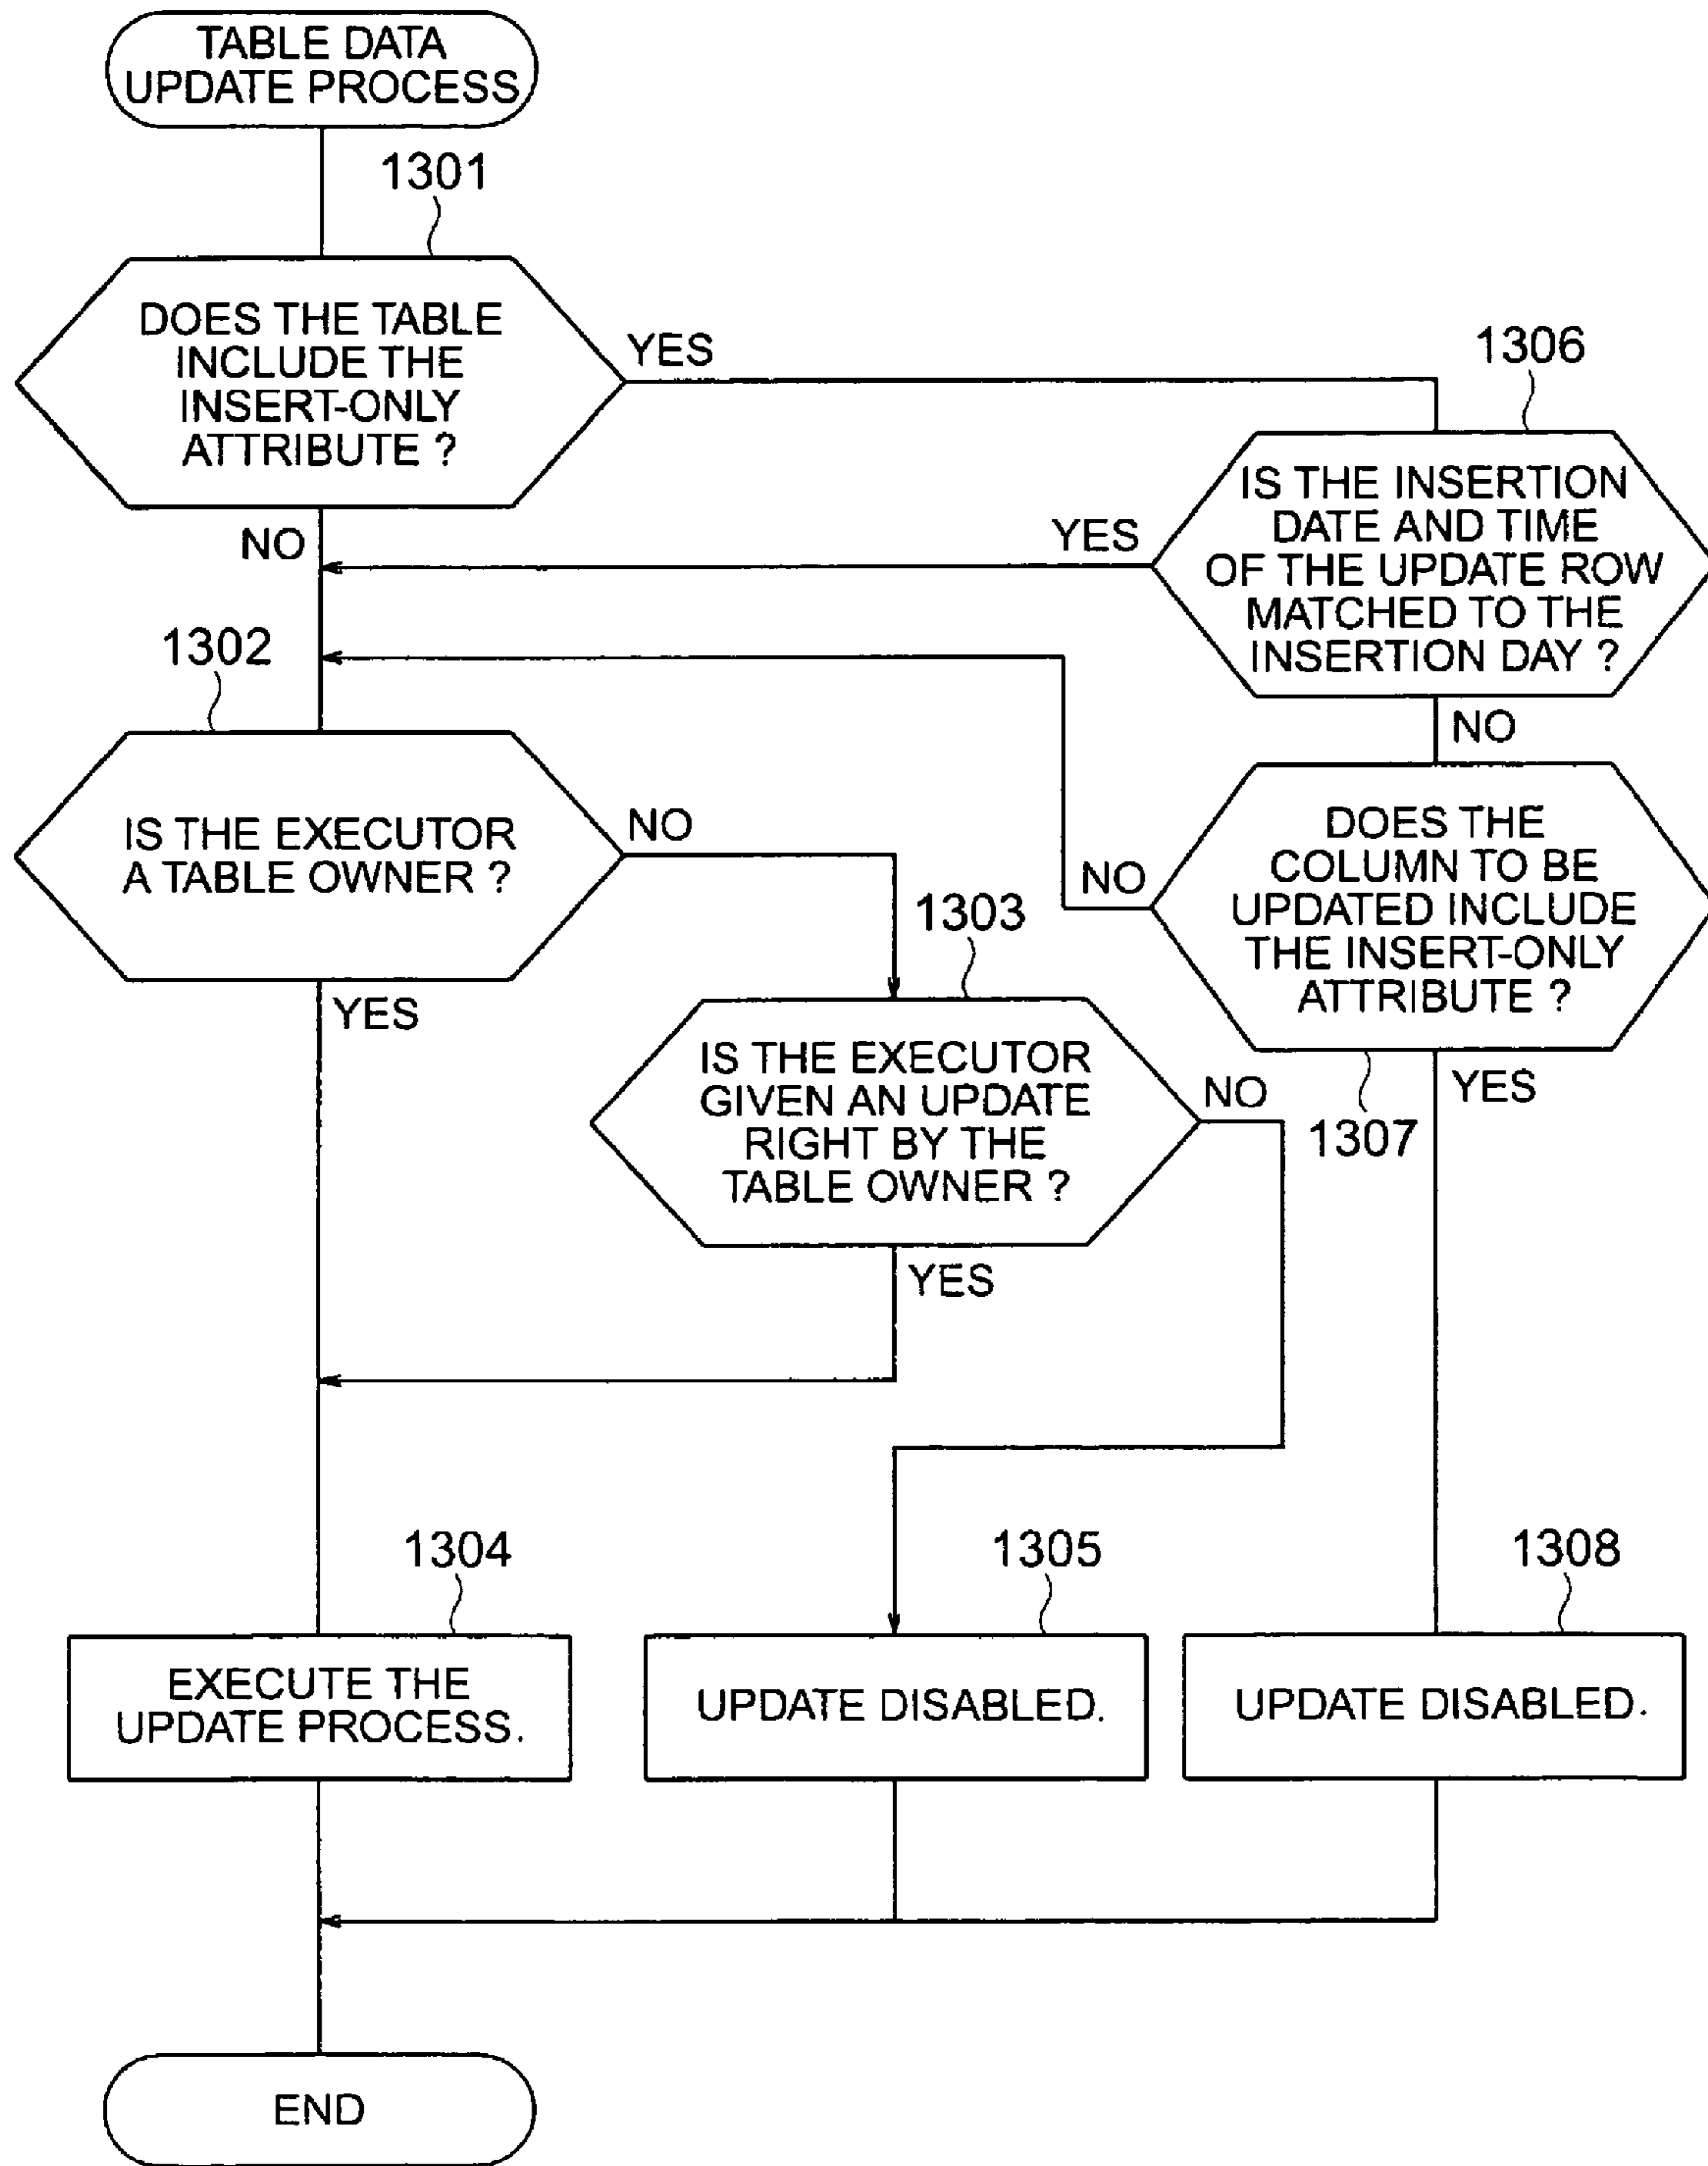 TABLE DATA
UPDATE PROCESS
1301
DOES THE TABLE
INCLUDE THE
INSERT-ONLY
ATTRIBUTE ?
YES
NO
1306
IS THE INSERTION
DATE AND TIME
OF THE UPDATE ROW
MATCHED TO THE
INSERTION DAY ?
YES
NO
1302
IS THE EXECUTOR
A TABLE OWNER ?
NO
YES
DOES THE
COLUMN TO BE
UPDATED INCLUDE
THE INSERT-ONLY
ATTRIBUTE ?
NO
YES
1307
1303
IS THE EXECUTOR
GIVEN AN UPDATE
RIGHT BY THE
TABLE OWNER ?
NO
YES
1304
EXECUTE THE
UPDATE PROCESS.
1305
UPDATE DISABLED.
1308
UPDATE DISABLED.
END